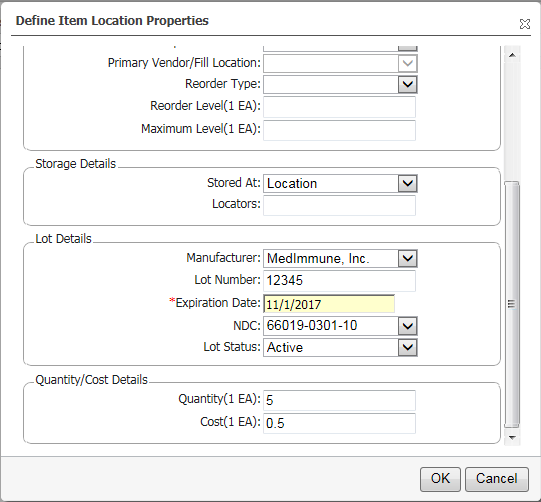 Define Item Location Properties
Primary Vendor/Fill Location:
Reorder Type:
Reorder Level(1 EA):
Maximum Level(1 EA):
Storage Details
Stored At: Location
Locators:
Lot Details
Manufacturer: MedImmune, Inc.
Lot Number: 12345
*Expiration Date: 11/1/2017
NDC: 66019-0301-10
Lot Status: Active
Quantity/Cost Details
Quantity(1 EA): 5
Cost(1 EA): 0.5
OK Cancel